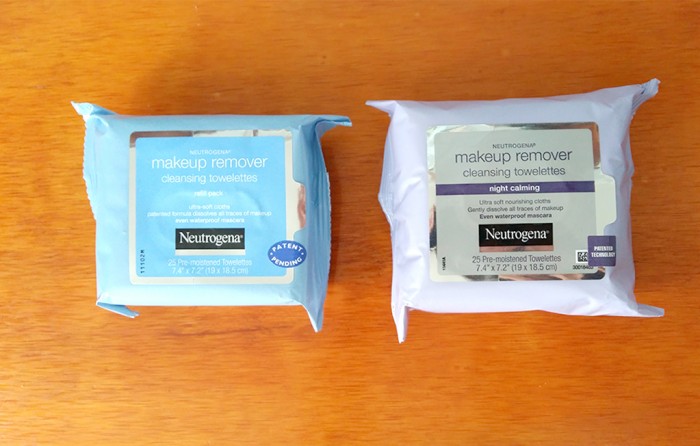 NEUTROGENA®
makeup remover
cleansing towelettes
refill pack
ultra-soft cloths
patented formula dissolves all traces of makeup
even waterproof mascara
Neutrogena®
PATENT PENDING
25 Pre-moistened Towelettes
7.4" x 7.2" (19 x 18.5 cm)
NEUTROGENA®
makeup remover
cleansing towelettes
night calming
Ultra soft nourishing cloths
Gently dissolve all traces of makeup
Even waterproof mascara
Neutrogena®
PATENTED
TECHNOLOGY
25 Pre-moistened Towelettes
7.4" x 7.2" (19 x 18.5 cm)